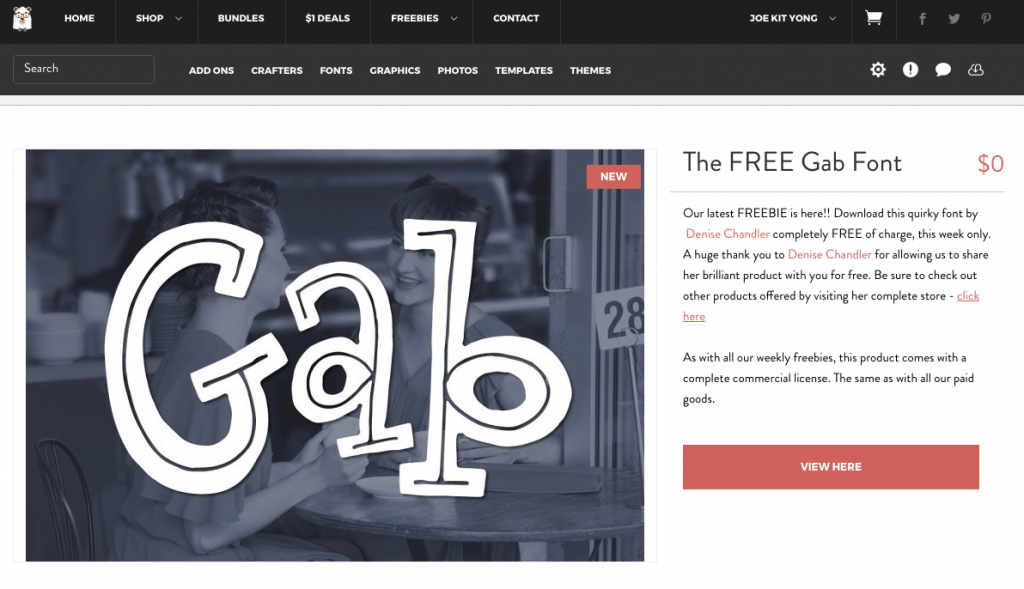 HOME
SHOP
BUNDLES
$1 DEALS
FREEBIES
CONTACT
JOE KIT YONG
Search
ADD ONS
CRAFTERS
FONTS
GRAPHICS
PHOTOS
TEMPLATES
THEMES
NEW
Gab
28
The FREE Gab Font
$0
Our latest FREEBIE is here!! Download this quirky font by
Denise Chandler completely FREE of charge, this week only.
A huge thank you to Denise Chandler for allowing us to share
her brilliant product with you for free. Be sure to check out
other products offered by visiting her complete store - click
here
As with all our weekly freebies, this product comes with a
complete commercial license. The same as with all our paid
goods.
VIEW HERE